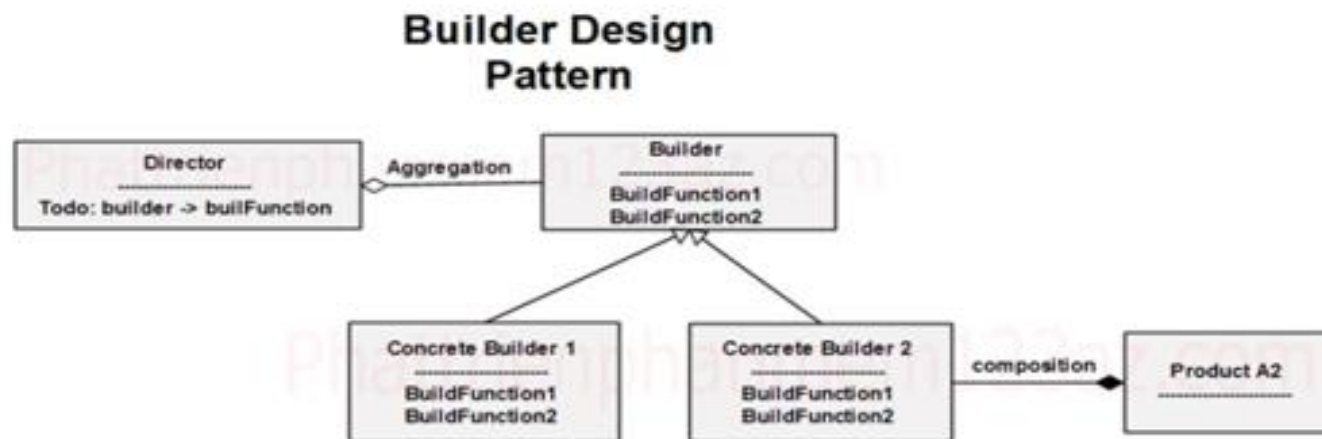 Builder Design
Pattern
Director
Todo: builder -> builFunction
Aggregation
Builder
BuildFunction1
BuildFunction2
Concrete Builder 1
BuildFunction1
BuildFunction2
Concrete Builder 2
BuildFunction1
BuildFunction2
composition
Product A2